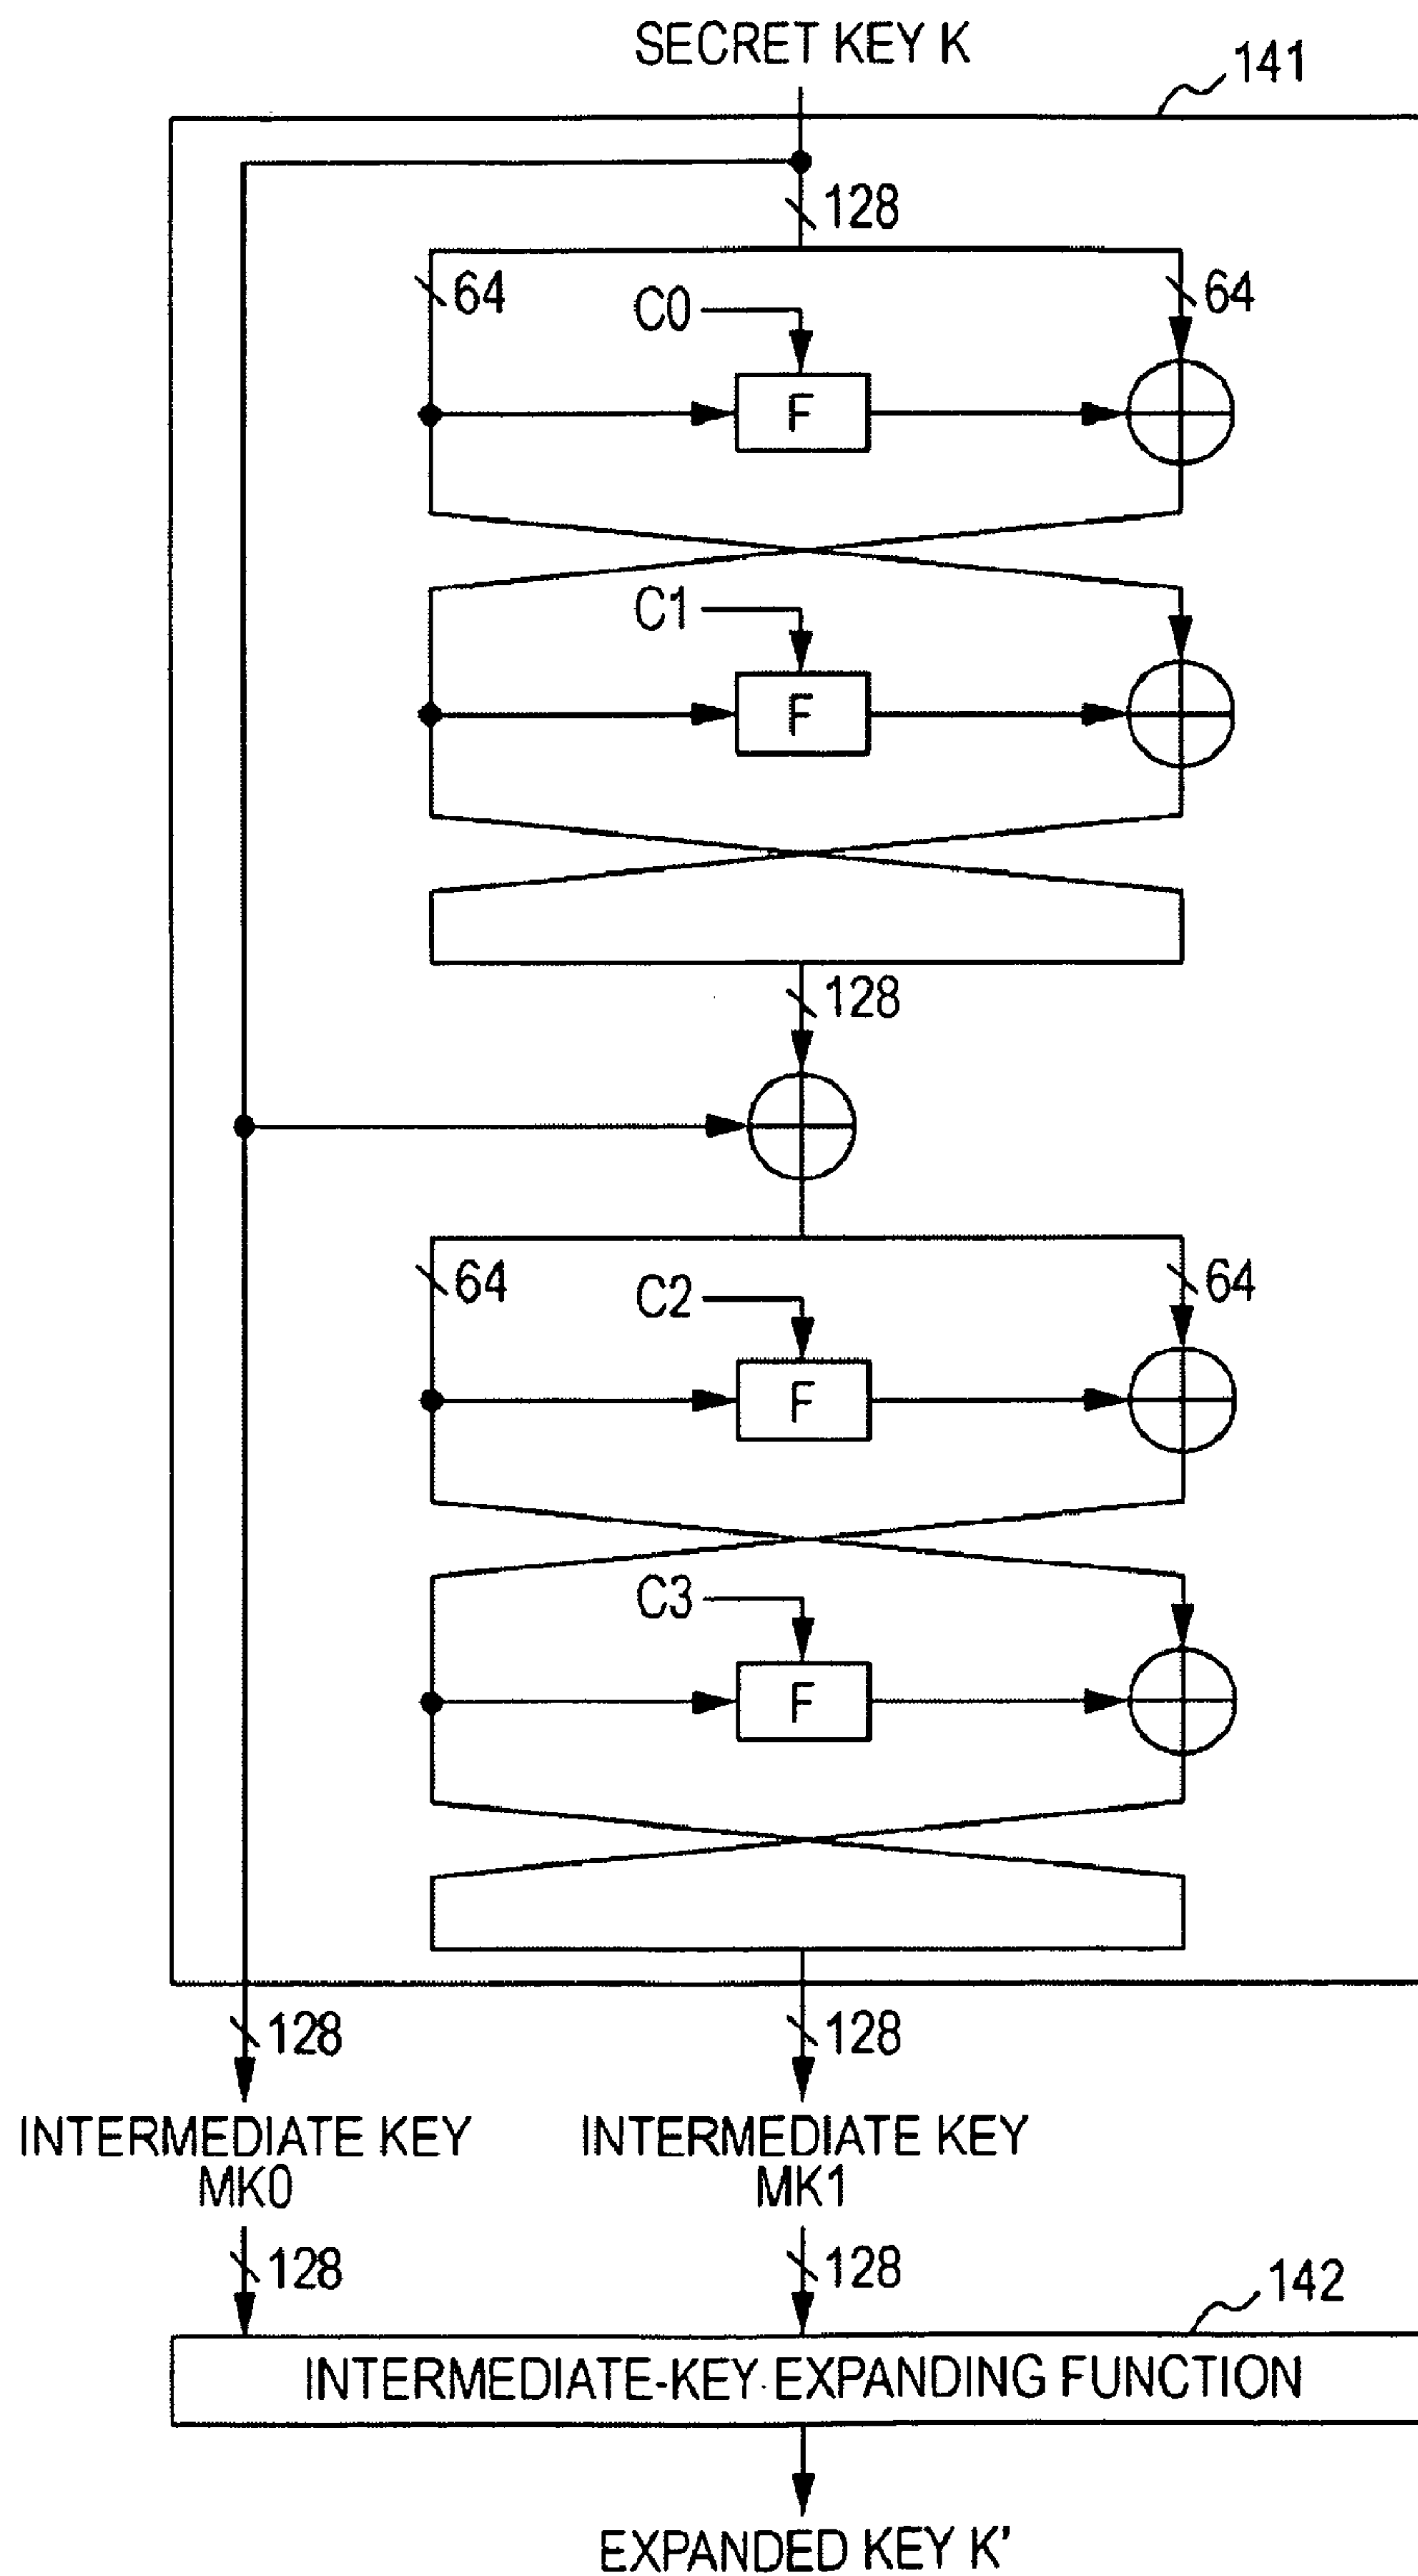 SECRET KEY K
141
128
64
C0
64
F
C1
F
128
64
C2
64
F
C3
F
128
128
INTERMEDIATE KEY
MK0
INTERMEDIATE KEY
MK1
128
128
142
INTERMEDIATE-KEY EXPANDING FUNCTION
EXPANDED KEY K'